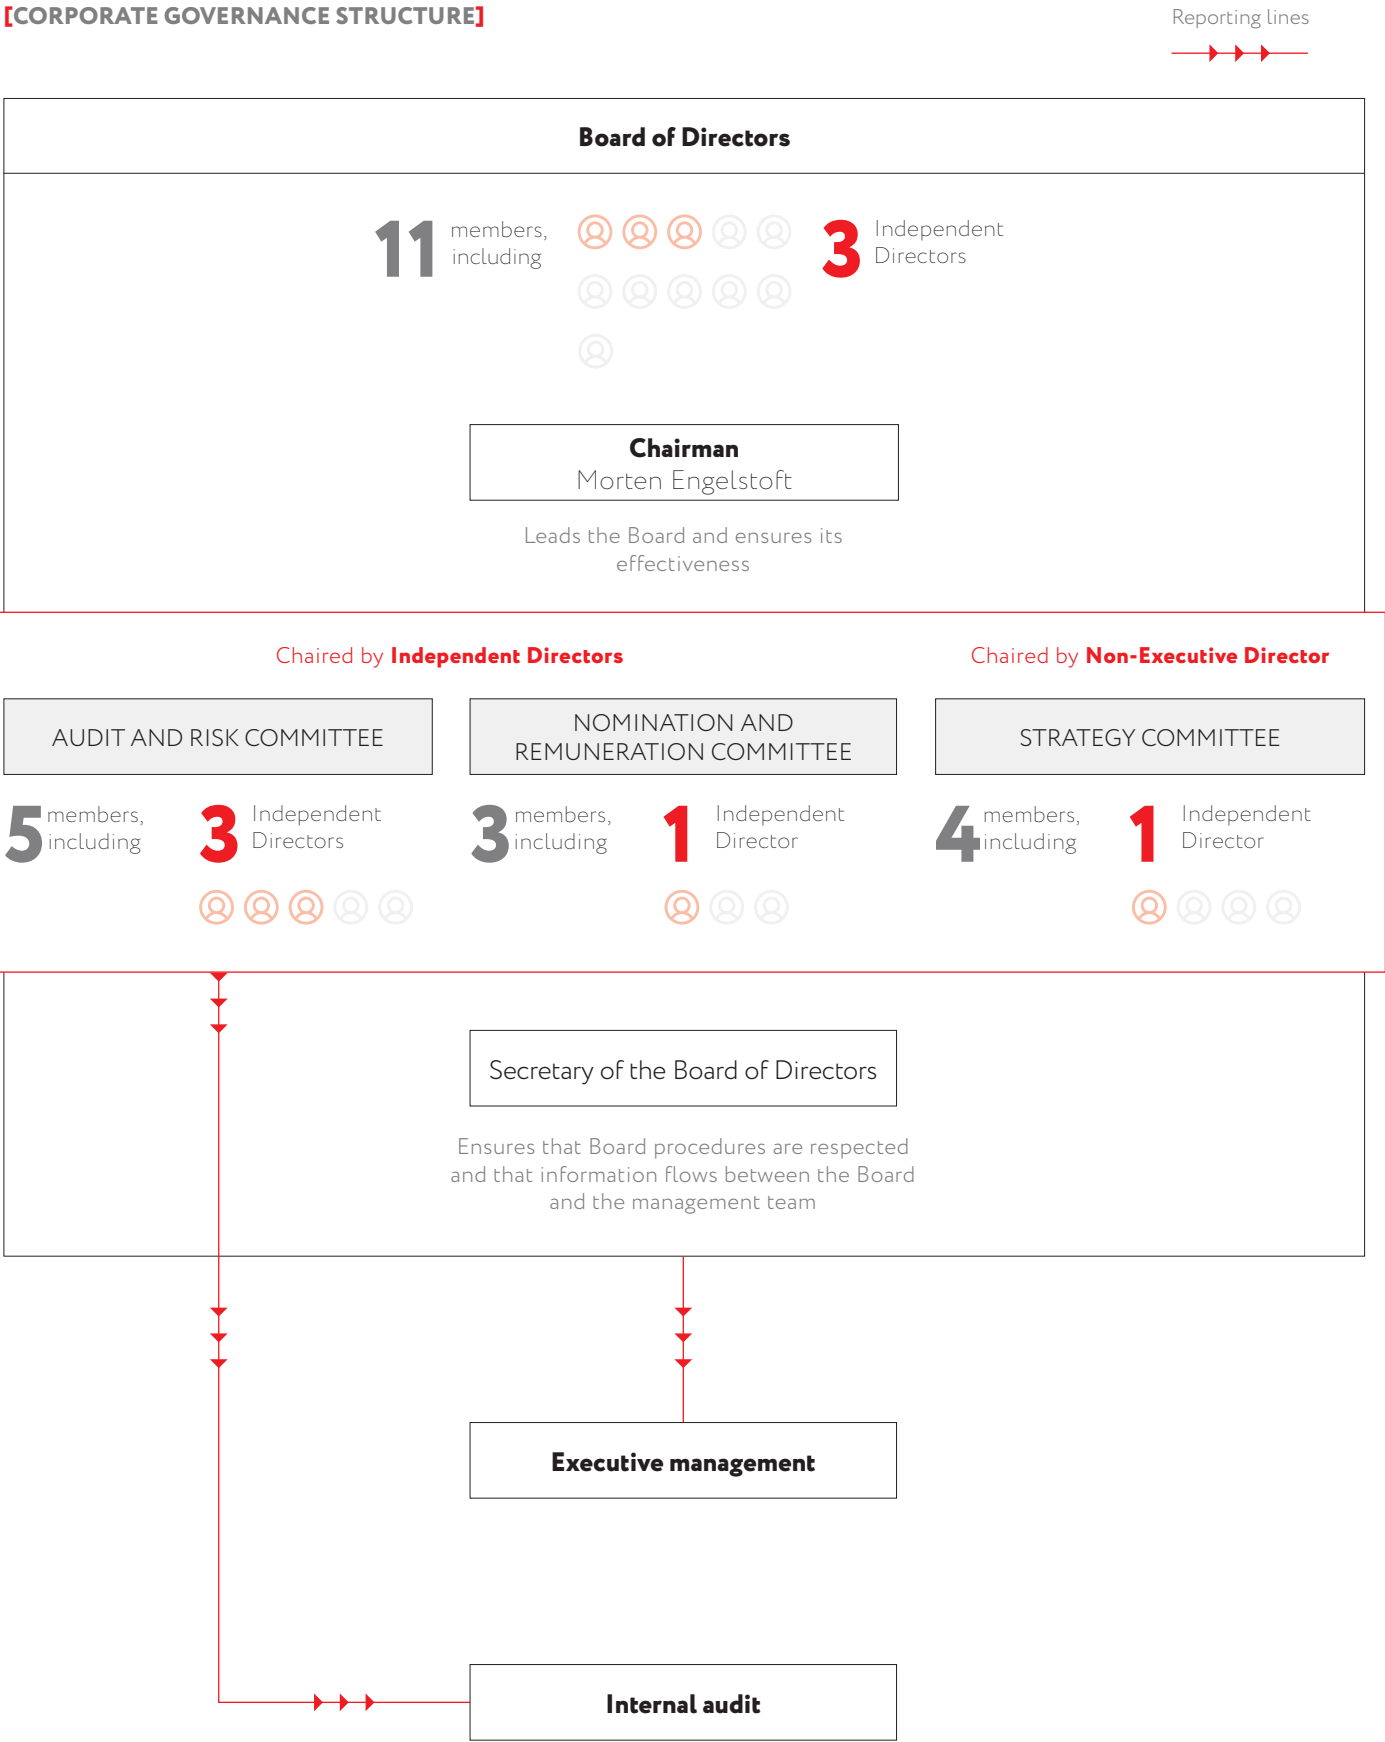 [CORPORATE GOVERNANCE STRUCTURE]
Reporting lines
Board of Directors
11 members,
including
3 Independent
Directors
Chairman
Morten Engelstoft
Leads the Board and ensures its
effectiveness
Chaired by Independent Directors
Chaired by Non-Executive Director
AUDIT AND RISK COMMITTEE
NOMINATION AND
REMUNERATION COMMITTEE
STRATEGY COMMITTEE
5 members,
including
3 Independent
Directors
3 members,
including
1 Independent
Director
4 members,
including
1 Independent
Director
Secretary of the Board of Directors
Ensures that Board procedures are respected
and that information flows between the Board
and the management team
Executive management
Internal audit